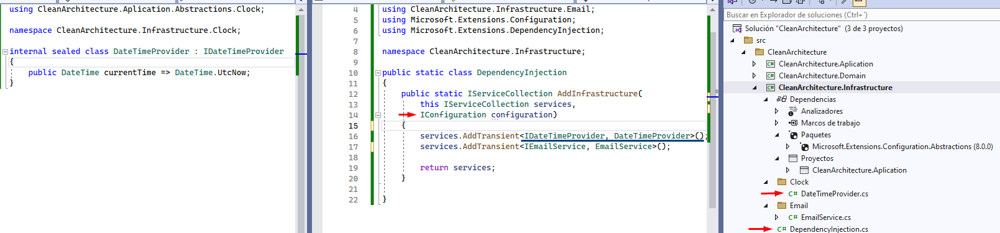 using CleanArchitecture.Aplication.Abstractions.Clock;
namespace CleanArchitecture.Infrastructure.Clock;
internal sealed class DateTimeProvider : IDateTimeProvider
{
public DateTime currentTime => DateTime.UtcNow;
}
4 using CleanArchitecture.Infrastructure.Email;
5 using Microsoft.Extensions.Configuration;
6 using Microsoft.Extensions.DependencyInjection;
7
8 namespace CleanArchitecture.Infrastructure;
9
10 public static class DependencyInjection
11 {
12 public static IServiceCollection AddInfrastructure(
13 this IServiceCollection services,
14 IConfiguration configuration)
15 {
16 services.AddTransient<IDateTimeProvider, DateTimeProvider>();
17 services.AddTransient<IEmailService, EmailService>();
18
19 return services;
20 }
21
22 }
Buscar en Explorador de soluciones (Ctrl+´)
Solución "CleanArchitecture" (3 de 3 proyectos)
src
CleanArchitecture
C# CleanArchitecture.Aplication
C# CleanArchitecture.Domain
C# CleanArchitecture.Infrastructure
Dependencias
Analizadores
Marcos de trabajo
Paquetes
Microsoft.Extensions.Configuration.Abstractions (8.0.0)
Proyectos
CleanArchitecture.Aplication
Clock
C# DateTimeProvider.cs
Email
C# EmailService.cs
C# DependencyInjection.cs